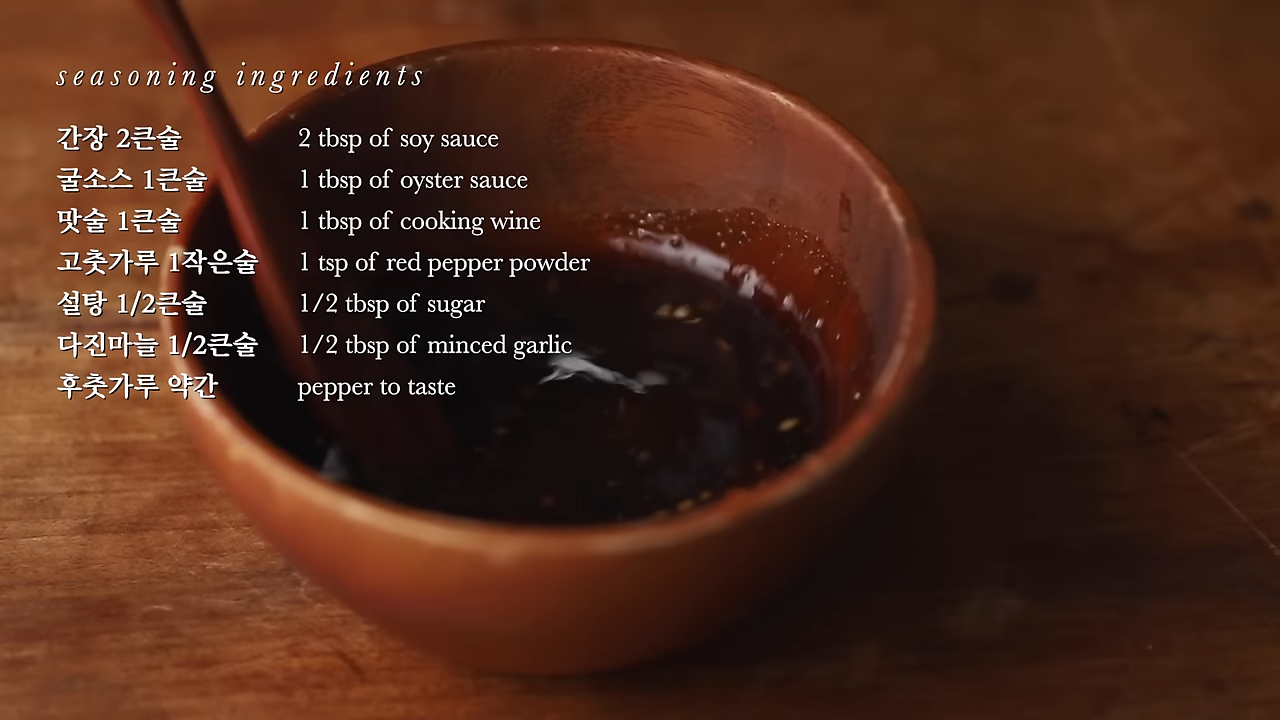 seasoning ingredients
간장 2큰술 2 tbsp of soy sauce
굴소스 1큰술 1 tbsp of oyster sauce
맛술 1큰술 1 tbsp of cooking wine
고춧가루 1작은술 1 tsp of red pepper powder
설탕 1/2큰술 1/2 tbsp of sugar
다진마늘 1/2큰술 1/2 tbsp of minced garlic
후춧가루 약간 pepper to taste